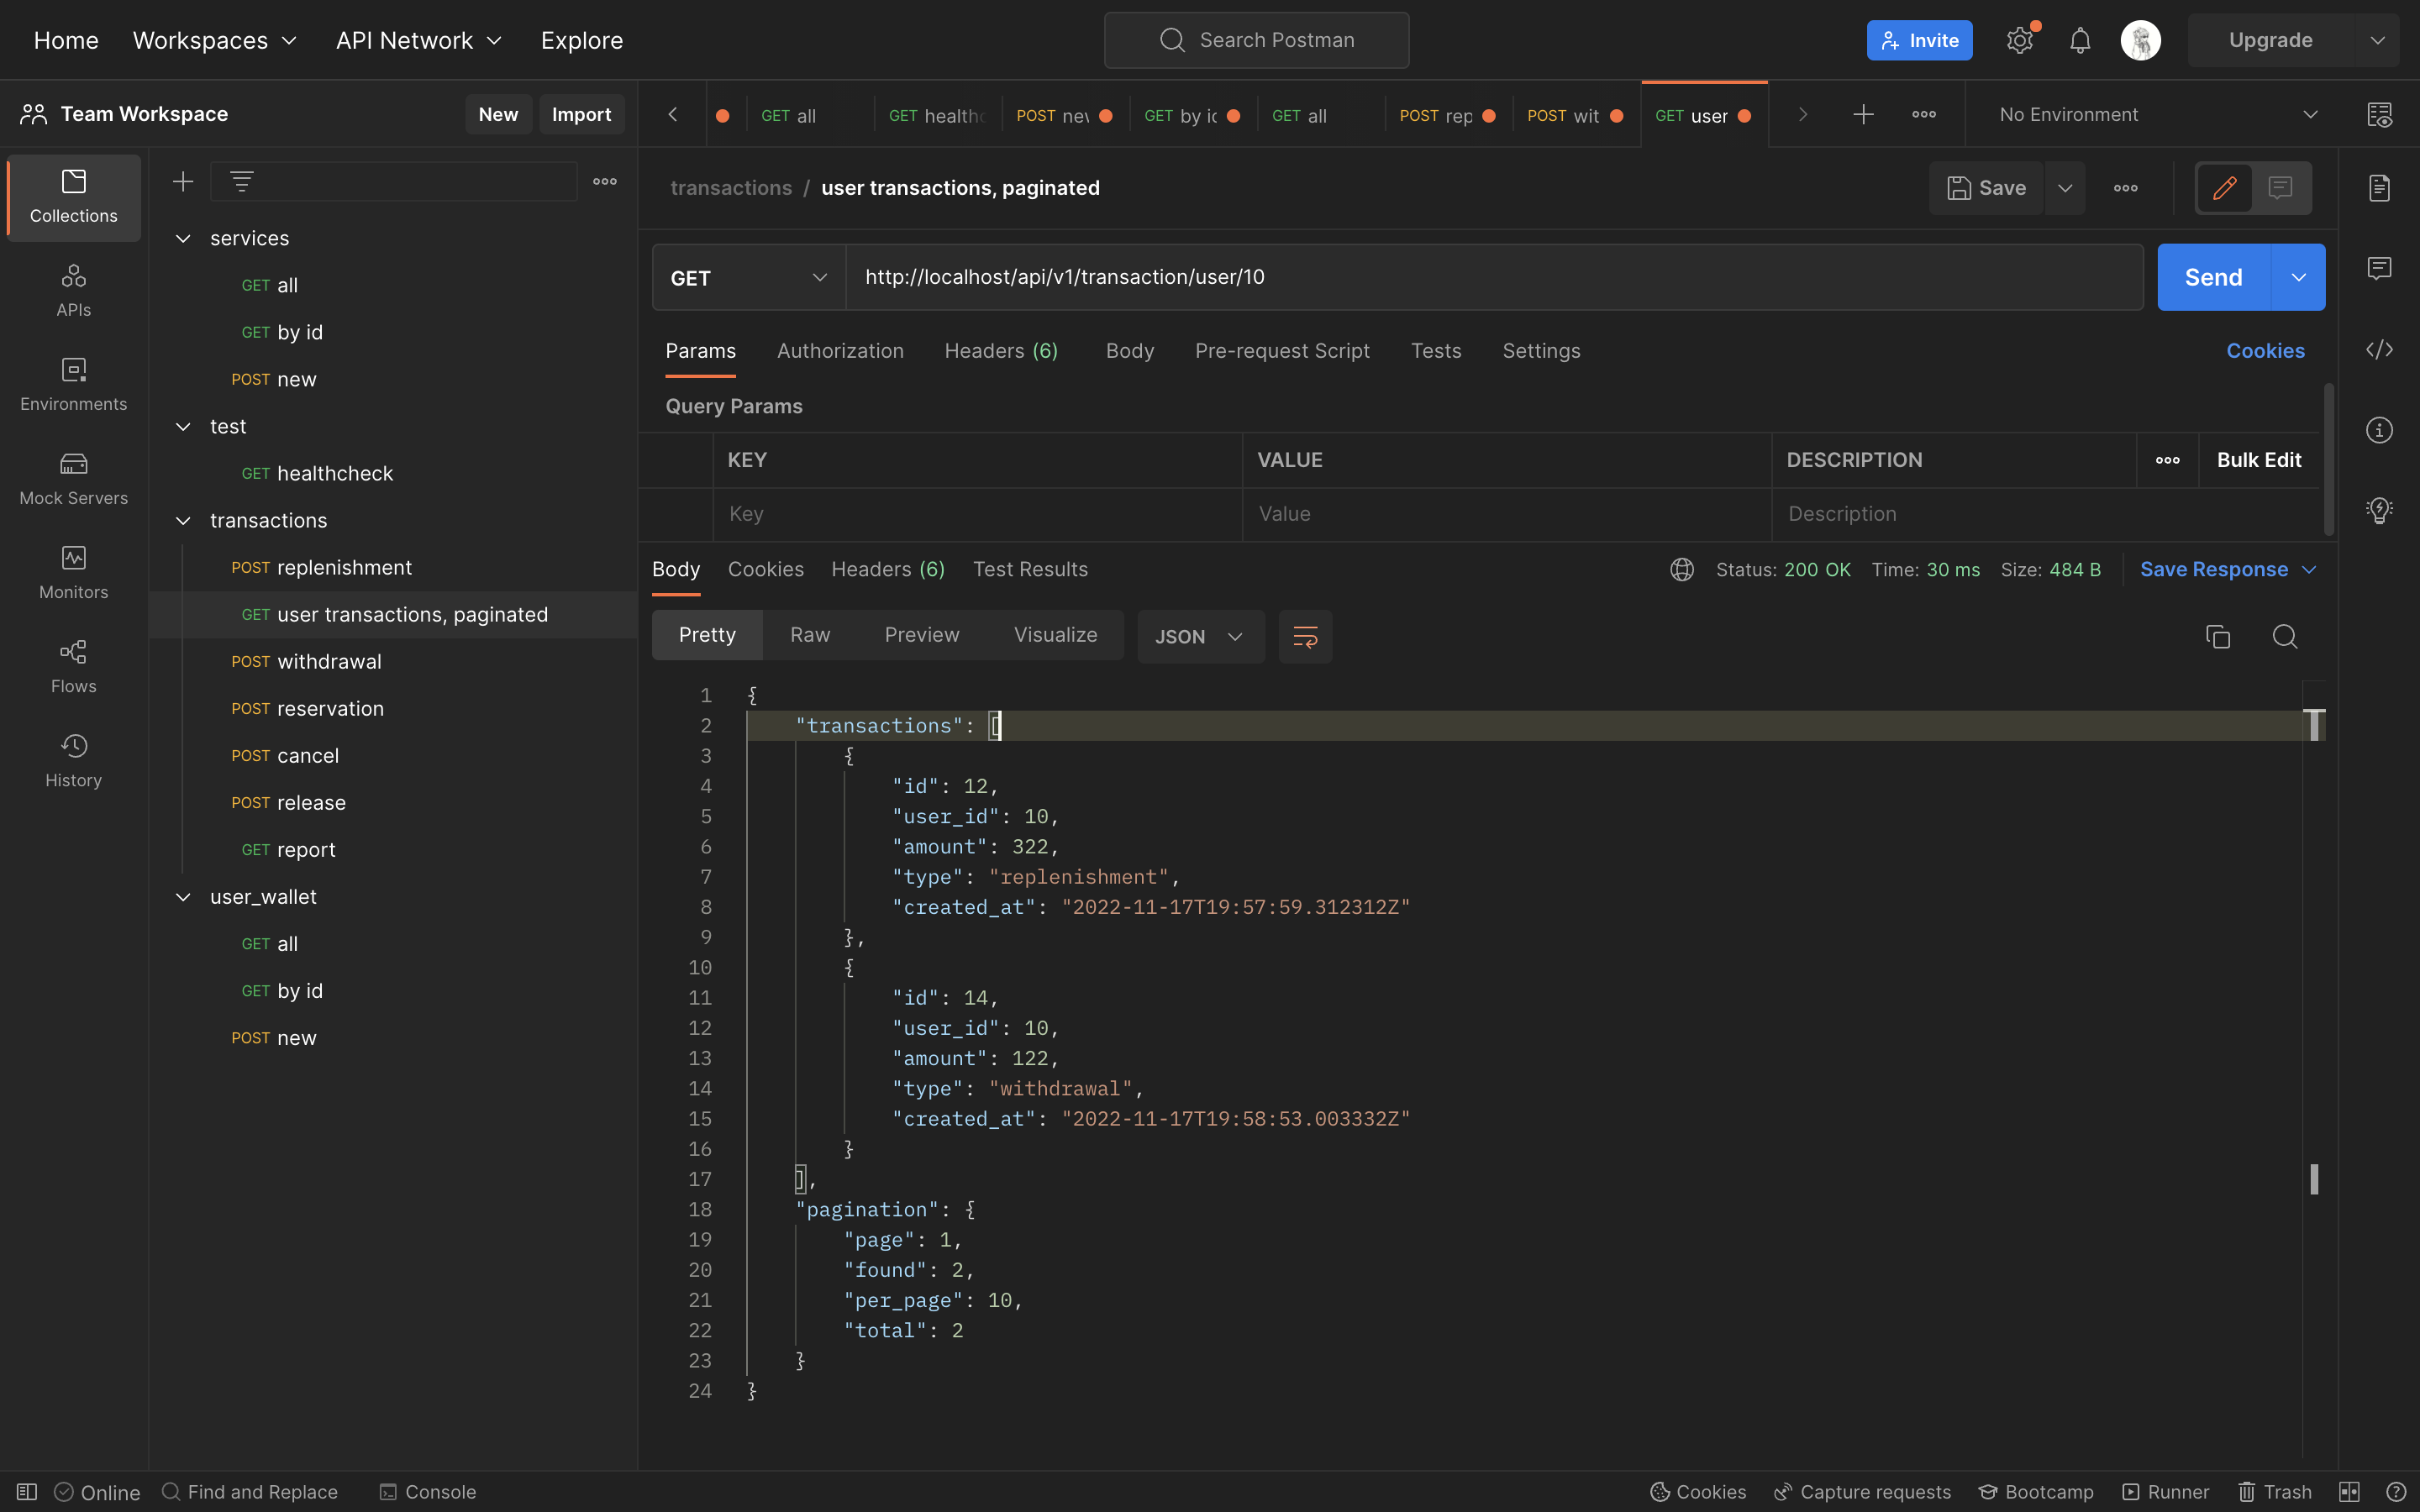 Home Workspaces API Network Explore Search Postman Invite Upgrade
Team Workspace New Import
GET all GET healthc POST nev GET by ic GET all POST rep POST wit GET user No Environment
Collections
APIs
Environments
Mock Servers
Monitors
Flows
History
services
GET all
GET by id
POST new
test
GET healthcheck
transactions
POST replenishment
GET user transactions, paginated
POST withdrawal
POST reservation
POST cancel
POST release
GET report
user_wallet
GET all
GET by id
POST new
transactions / user transactions, paginated Save
GET http://localhost/api/v1/transaction/user/10 Send
Params Authorization Headers (6) Body Pre-request Script Tests Settings Cookies
Query Params
KEY VALUE DESCRIPTION Bulk Edit
Key Value Description
Body Cookies Headers (6) Test Results Status: 200 OK Time: 30 ms Size: 484 B Save Response
Pretty Raw Preview Visualize JSON
1 {
2 "transactions": [
3 {
4 "id": 12,
5 "user_id": 10,
6 "amount": 322,
7 "type": "replenishment",
8 "created_at": "2022-11-17T19:57:59.312312Z"
9 },
10 {
11 "id": 14,
12 "user_id": 10,
13 "amount": 122,
14 "type": "withdrawal",
15 "created_at": "2022-11-17T19:58:53.003332Z"
16 }
17 ],
18 "pagination": {
19 "page": 1,
20 "found": 2,
21 "per_page": 10,
22 "total": 2
23 }
24 }
Online Find and Replace Console Cookies Capture requests Bootcamp Runner Trash